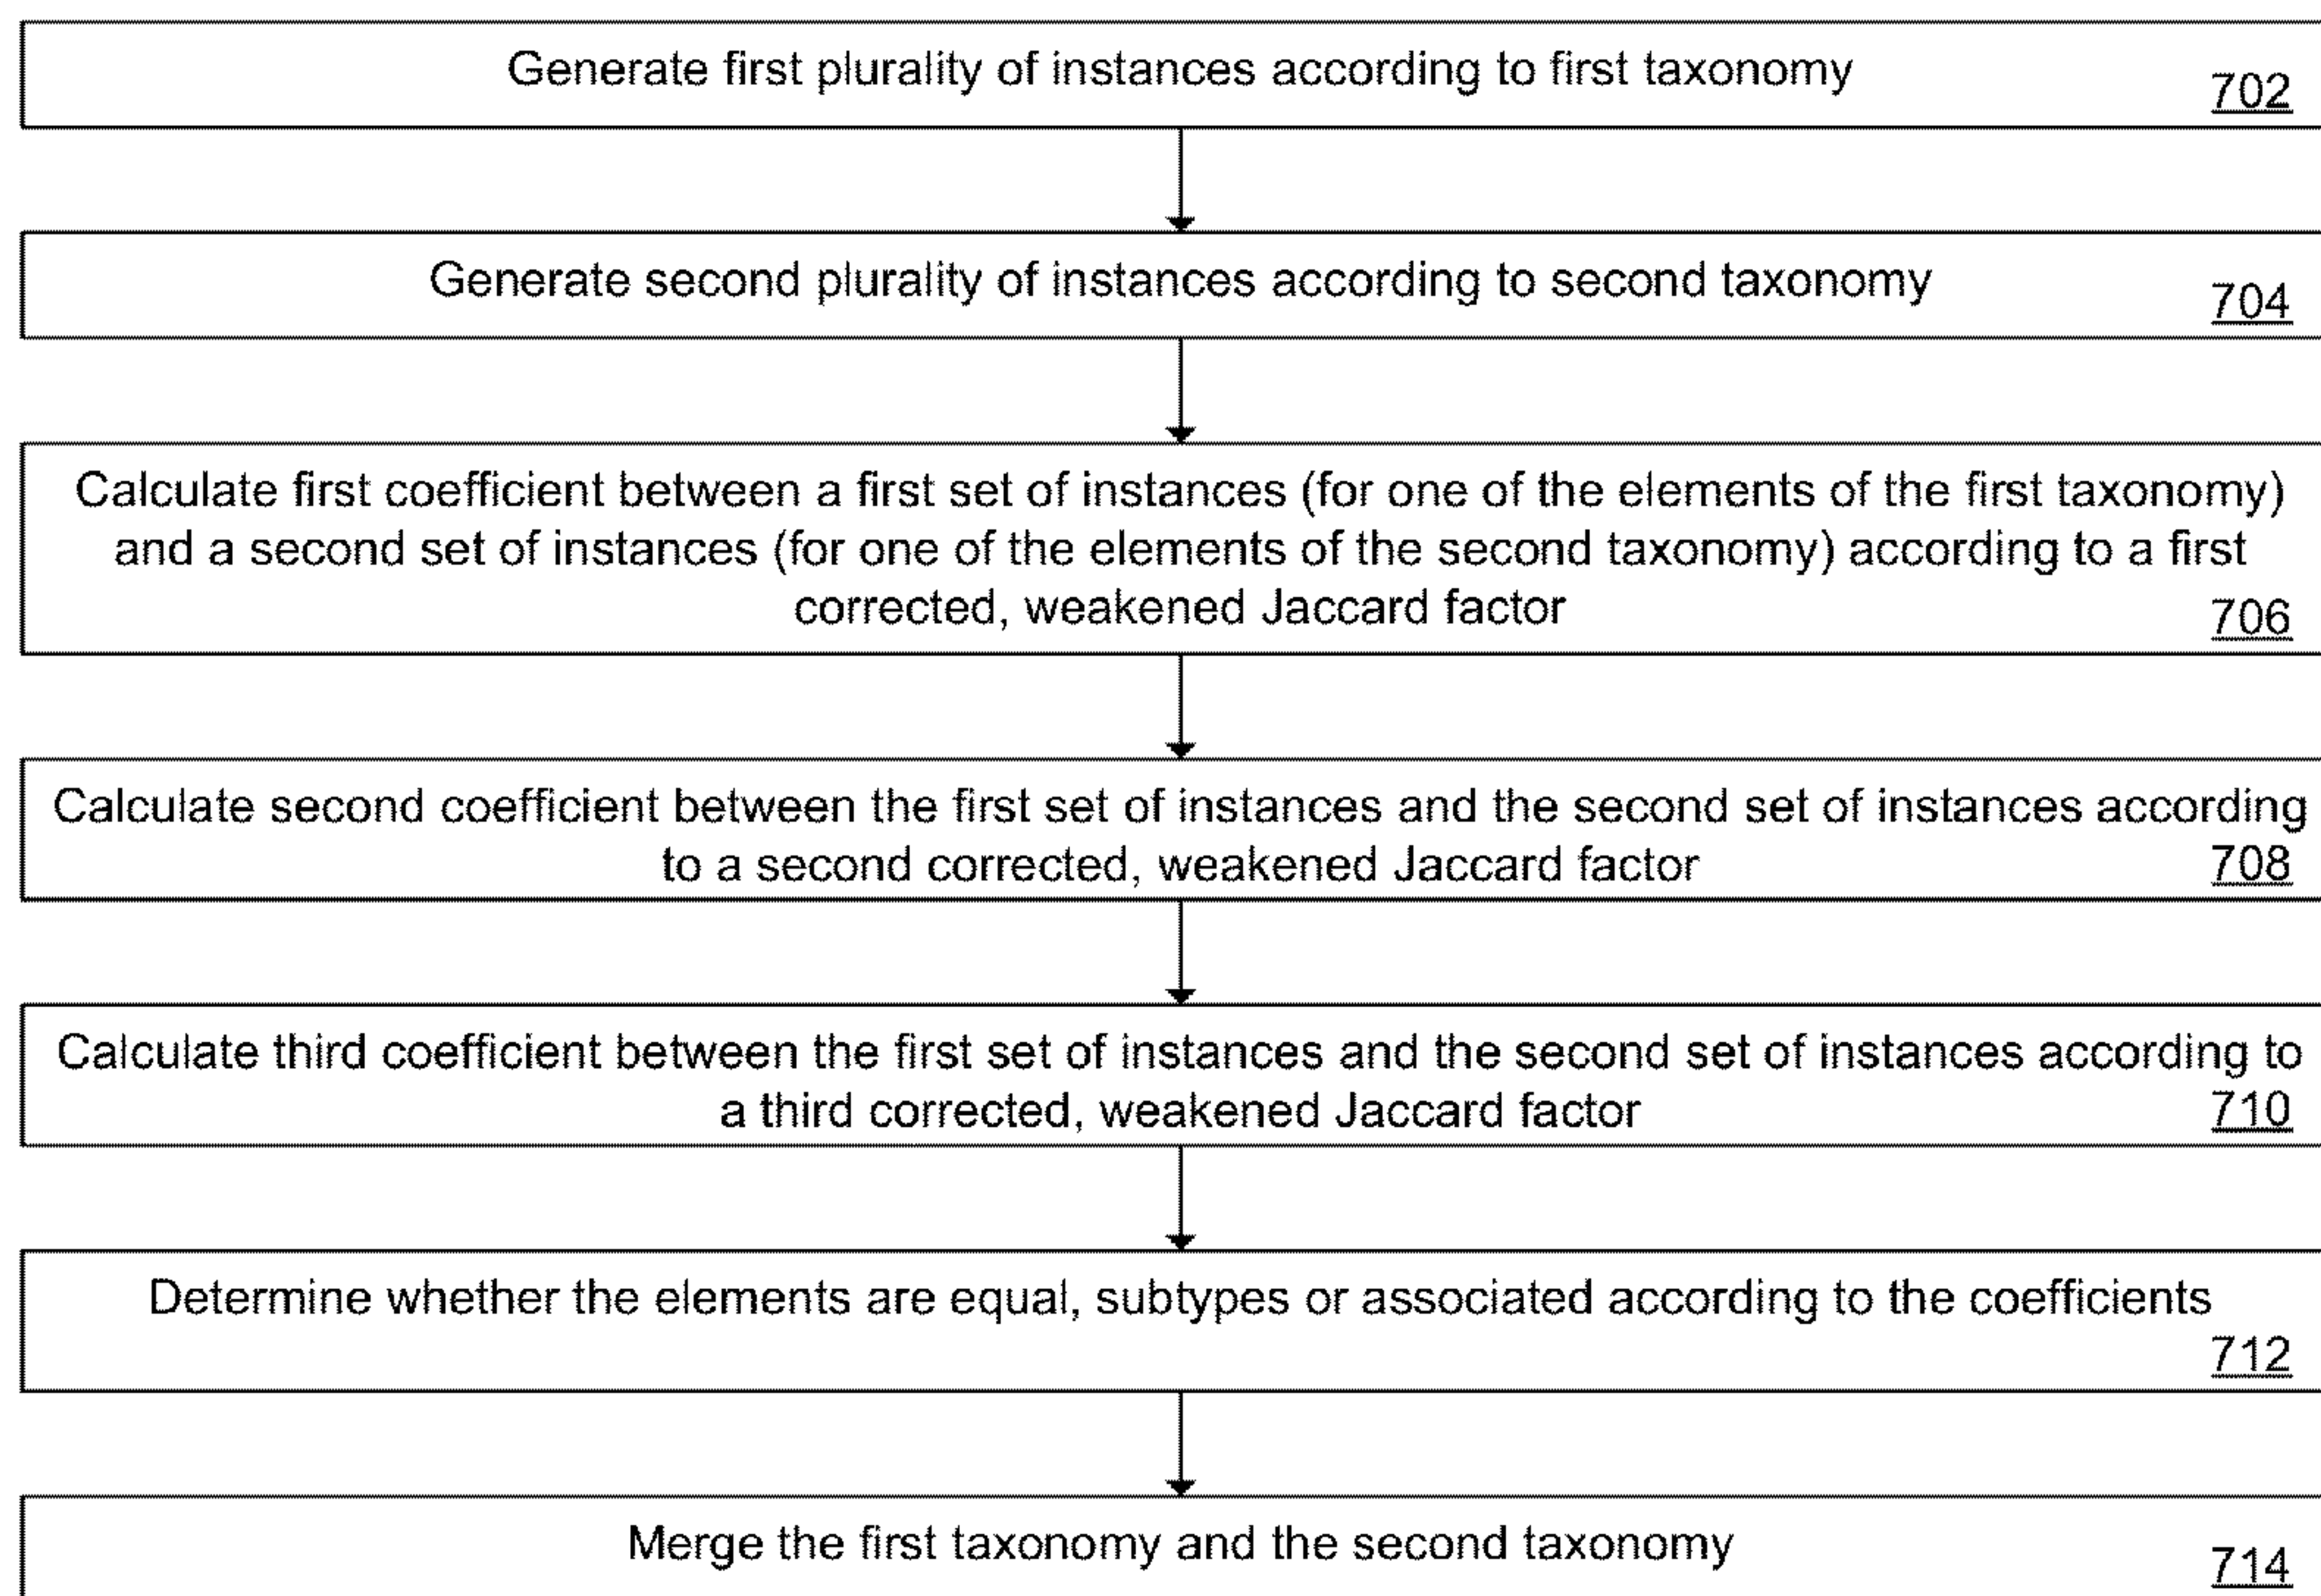 Generate first plurality of instances according to first taxonomy
702
Generate second plurality of instances according to second taxonomy
704
Calculate first coefficient between a first set of instances (for one of the elements of the first taxonomy)
and a second set of instances (for one of the elements of the second taxonomy) according to a first
corrected, weakened Jaccard factor
706
Calculate second coefficient between the first set of instances and the second set of instances according
to a second corrected, weakened Jaccard factor
708
Calculate third coefficient between the first set of instances and the second set of instances according to
a third corrected, weakened Jaccard factor
710
Determine whether the elements are equal, subtypes or associated according to the coefficients
712
Merge the first taxonomy and the second taxonomy
714